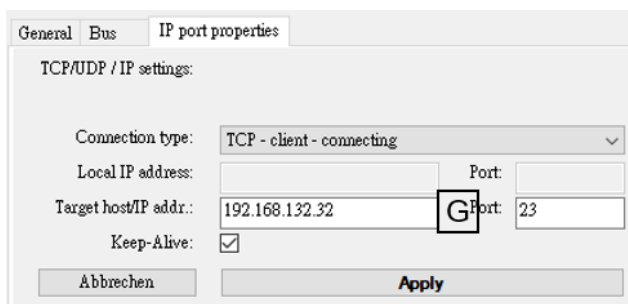 General Bus IP port properties
TCP/UDP / IP settings:
Connection type: TCP - client - connecting
Local IP address: Port:
Target host/IP addr.: 192.168.132.32 G Port: 23
Keep-Alive:
Abbrechen Apply